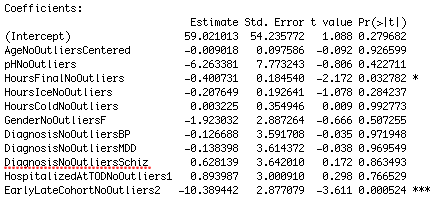 Coefficients:
Estimate Std. Error t value Pr(>|t|)
(Intercept) 59.021013 54.235772 1.088 0.279682
AgeNoOutliersCentered -0.009018 0.097586 -0.092 0.926599
pHNoOutliers -6.263381 7.773243 -0.806 0.422711
HoursFinalNoOutliers -0.400731 0.184540 -2.172 0.032782 *
HoursIceNoOutliers -0.207649 0.192641 -1.078 0.284237
HoursColdNoOutliers 0.003225 0.354946 0.009 0.992773
GenderNoOutliersF -1.923032 2.887264 -0.666 0.507255
DiagnosisNoOutliersBP -0.126688 3.591708 -0.035 0.971948
DiagnosisNoOutliersMDD -0.138398 3.614372 -0.038 0.969549
DiagnosisNoOutliersSchiz 0.628139 3.642010 0.172 0.863493
HospitalizedAtTODNoOutliers1 0.893987 3.000910 0.298 0.766529
EarlyLateCohortNoOutliers2 -10.389442 2.877079 -3.611 0.000524 ***